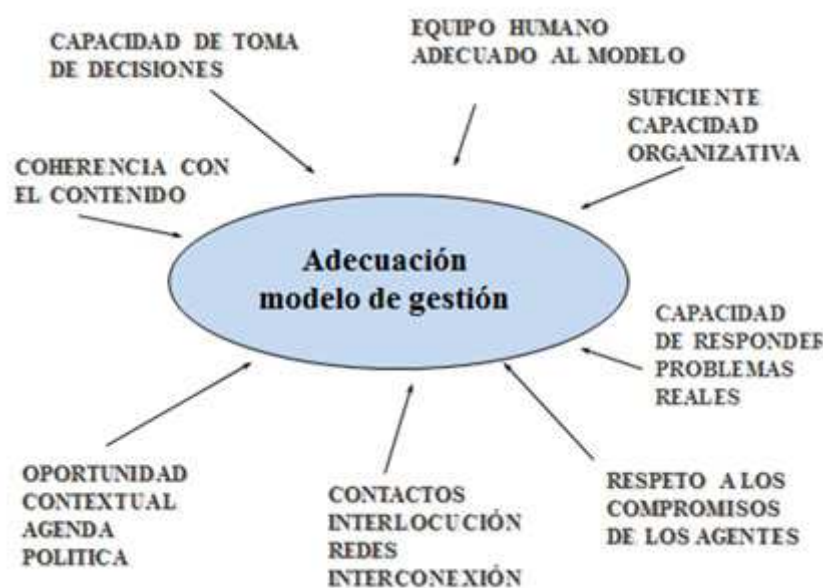 CAPACIDAD DE TOMA
DE DECISIONES
EQUIPO HUMANO
ADECUADO AL MODELO
SUFICIENTE
CAPACIDAD
ORGANIZATIVA
COHERENCIA CON
EL CONTENIDO
Adecuación
modelo de gestión
CAPACIDAD
DE RESPONDER
PROBLEMAS
REALES
OPORTUNIDAD
CONTEXTUAL
AGENDA
POLITICA
CONTACTOS
INTERLOCUCIÓN
REDES
INTERCONEXIÓN
RESPETO A LOS
COMPROMISOS
DE LOS AGENTES